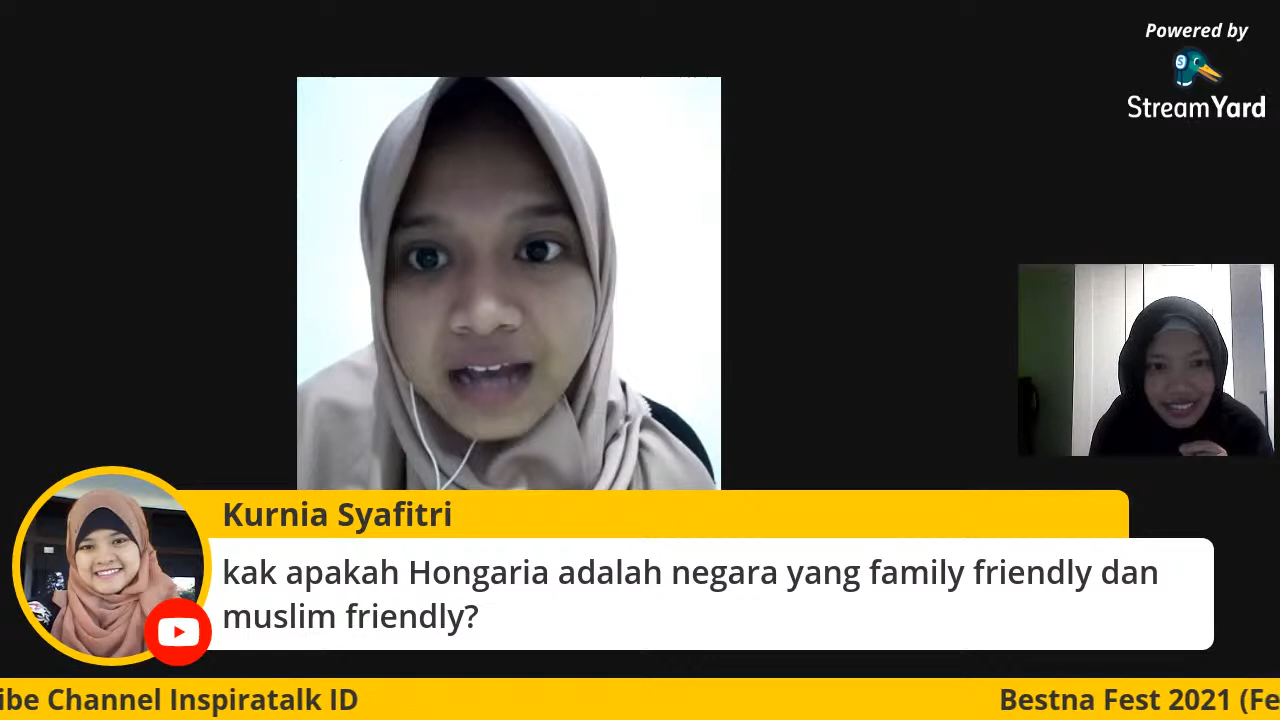 Powered by
StreamYard
Kurnia Syafitri
kak apakah Hongaria adalah negara yang family friendly dan
muslim friendly?
ibe Channel Inspiratalk ID
Bestna Fest 2021 (Fe